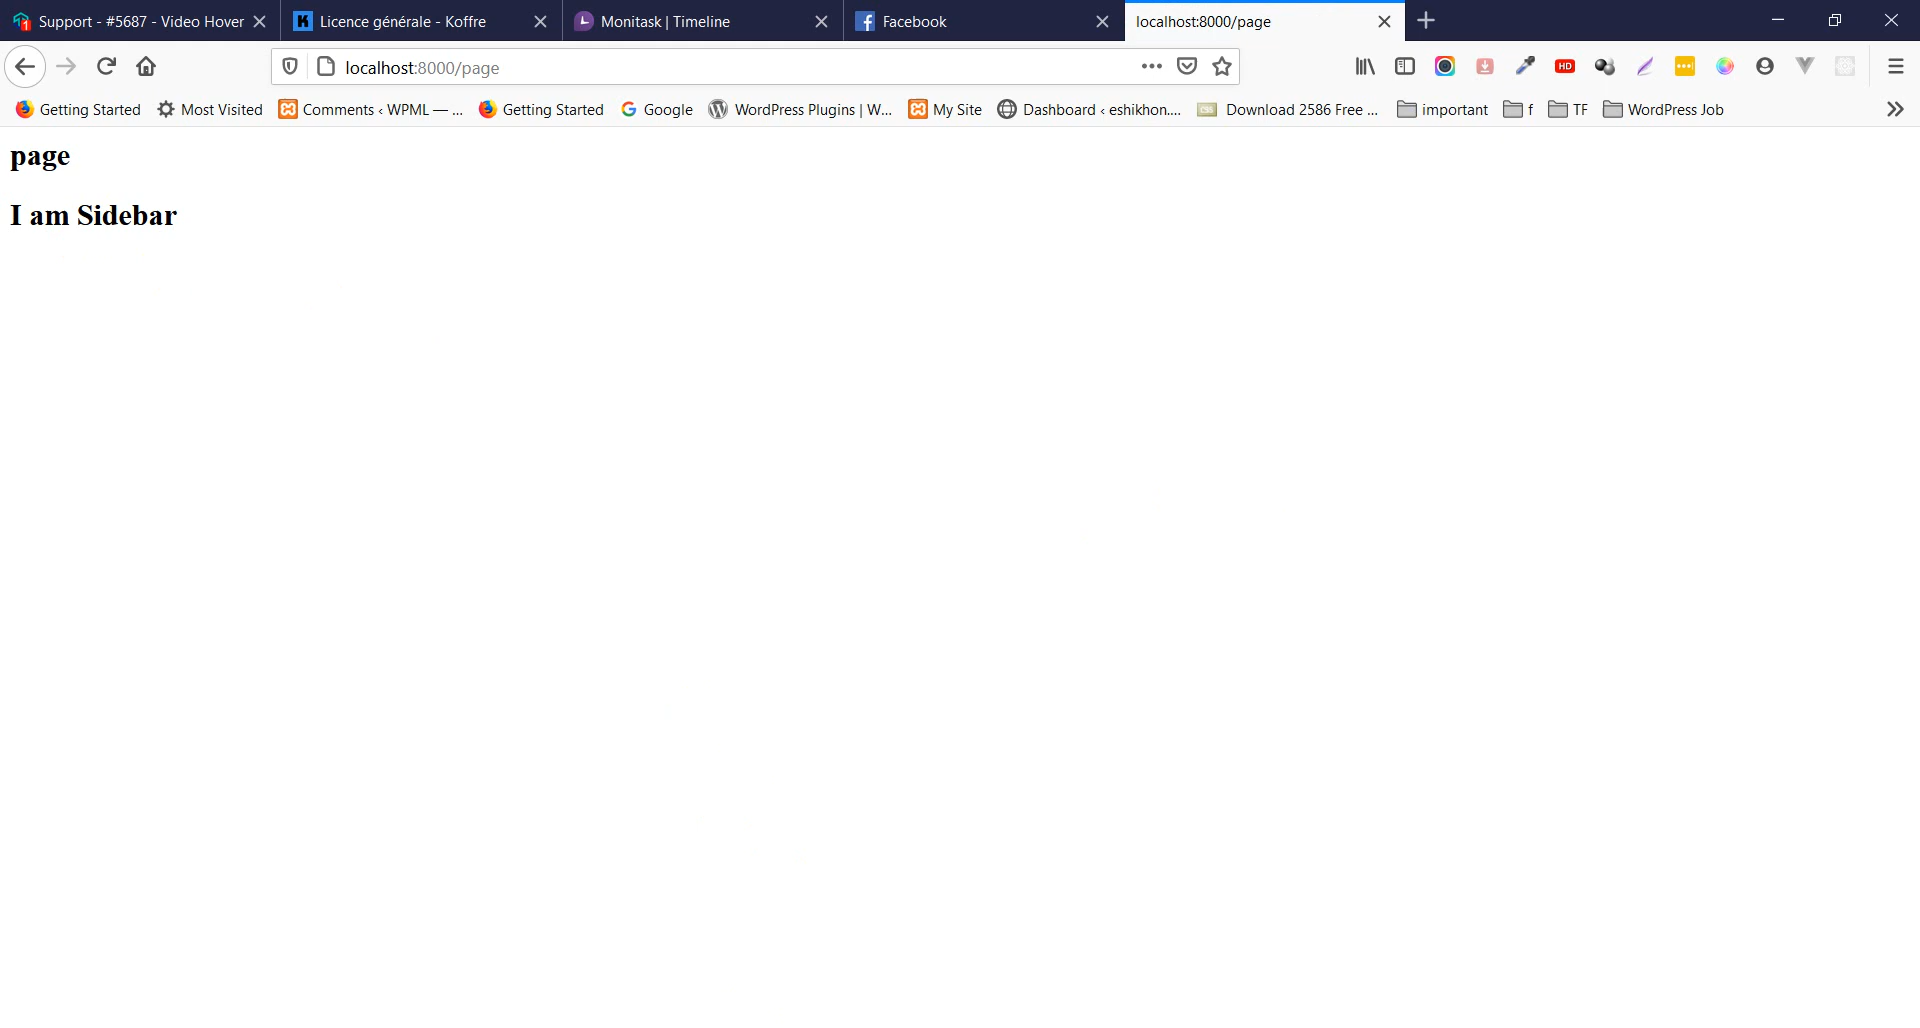 Support - #5687 - Video Hover
Licence générale - Koffre
Monitask | Timeline
Facebook
localhost:8000/page
localhost:8000/page
HD
Getting Started
Most Visited
Comments ‹ WPML — ...
Getting Started
Google
WordPress Plugins | W...
My Site
Dashboard ‹ eshikhon....
CSS
Download 2586 Free ...
important
f
TF
WordPress Job
page
I am Sidebar